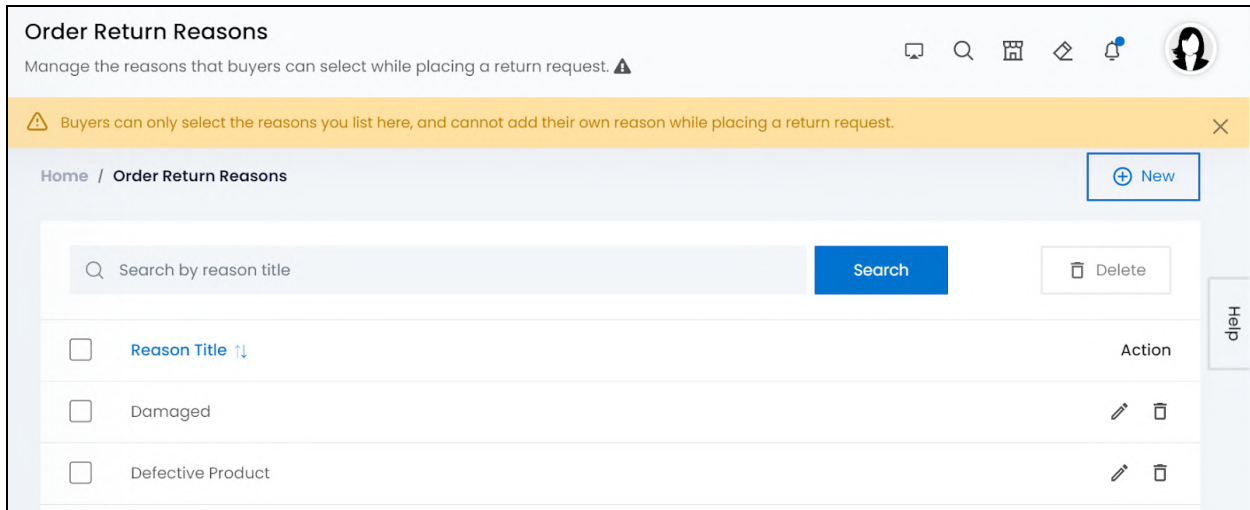 Order Return Reasons
Manage the reasons that buyers can select while placing a return request.
Buyers can only select the reasons you list here, and cannot add their own reason while placing a return request.
Home / Order Return Reasons
New
Search by reason title
Search
Delete
Help
Reason Title
Action
Damaged
Defective Product